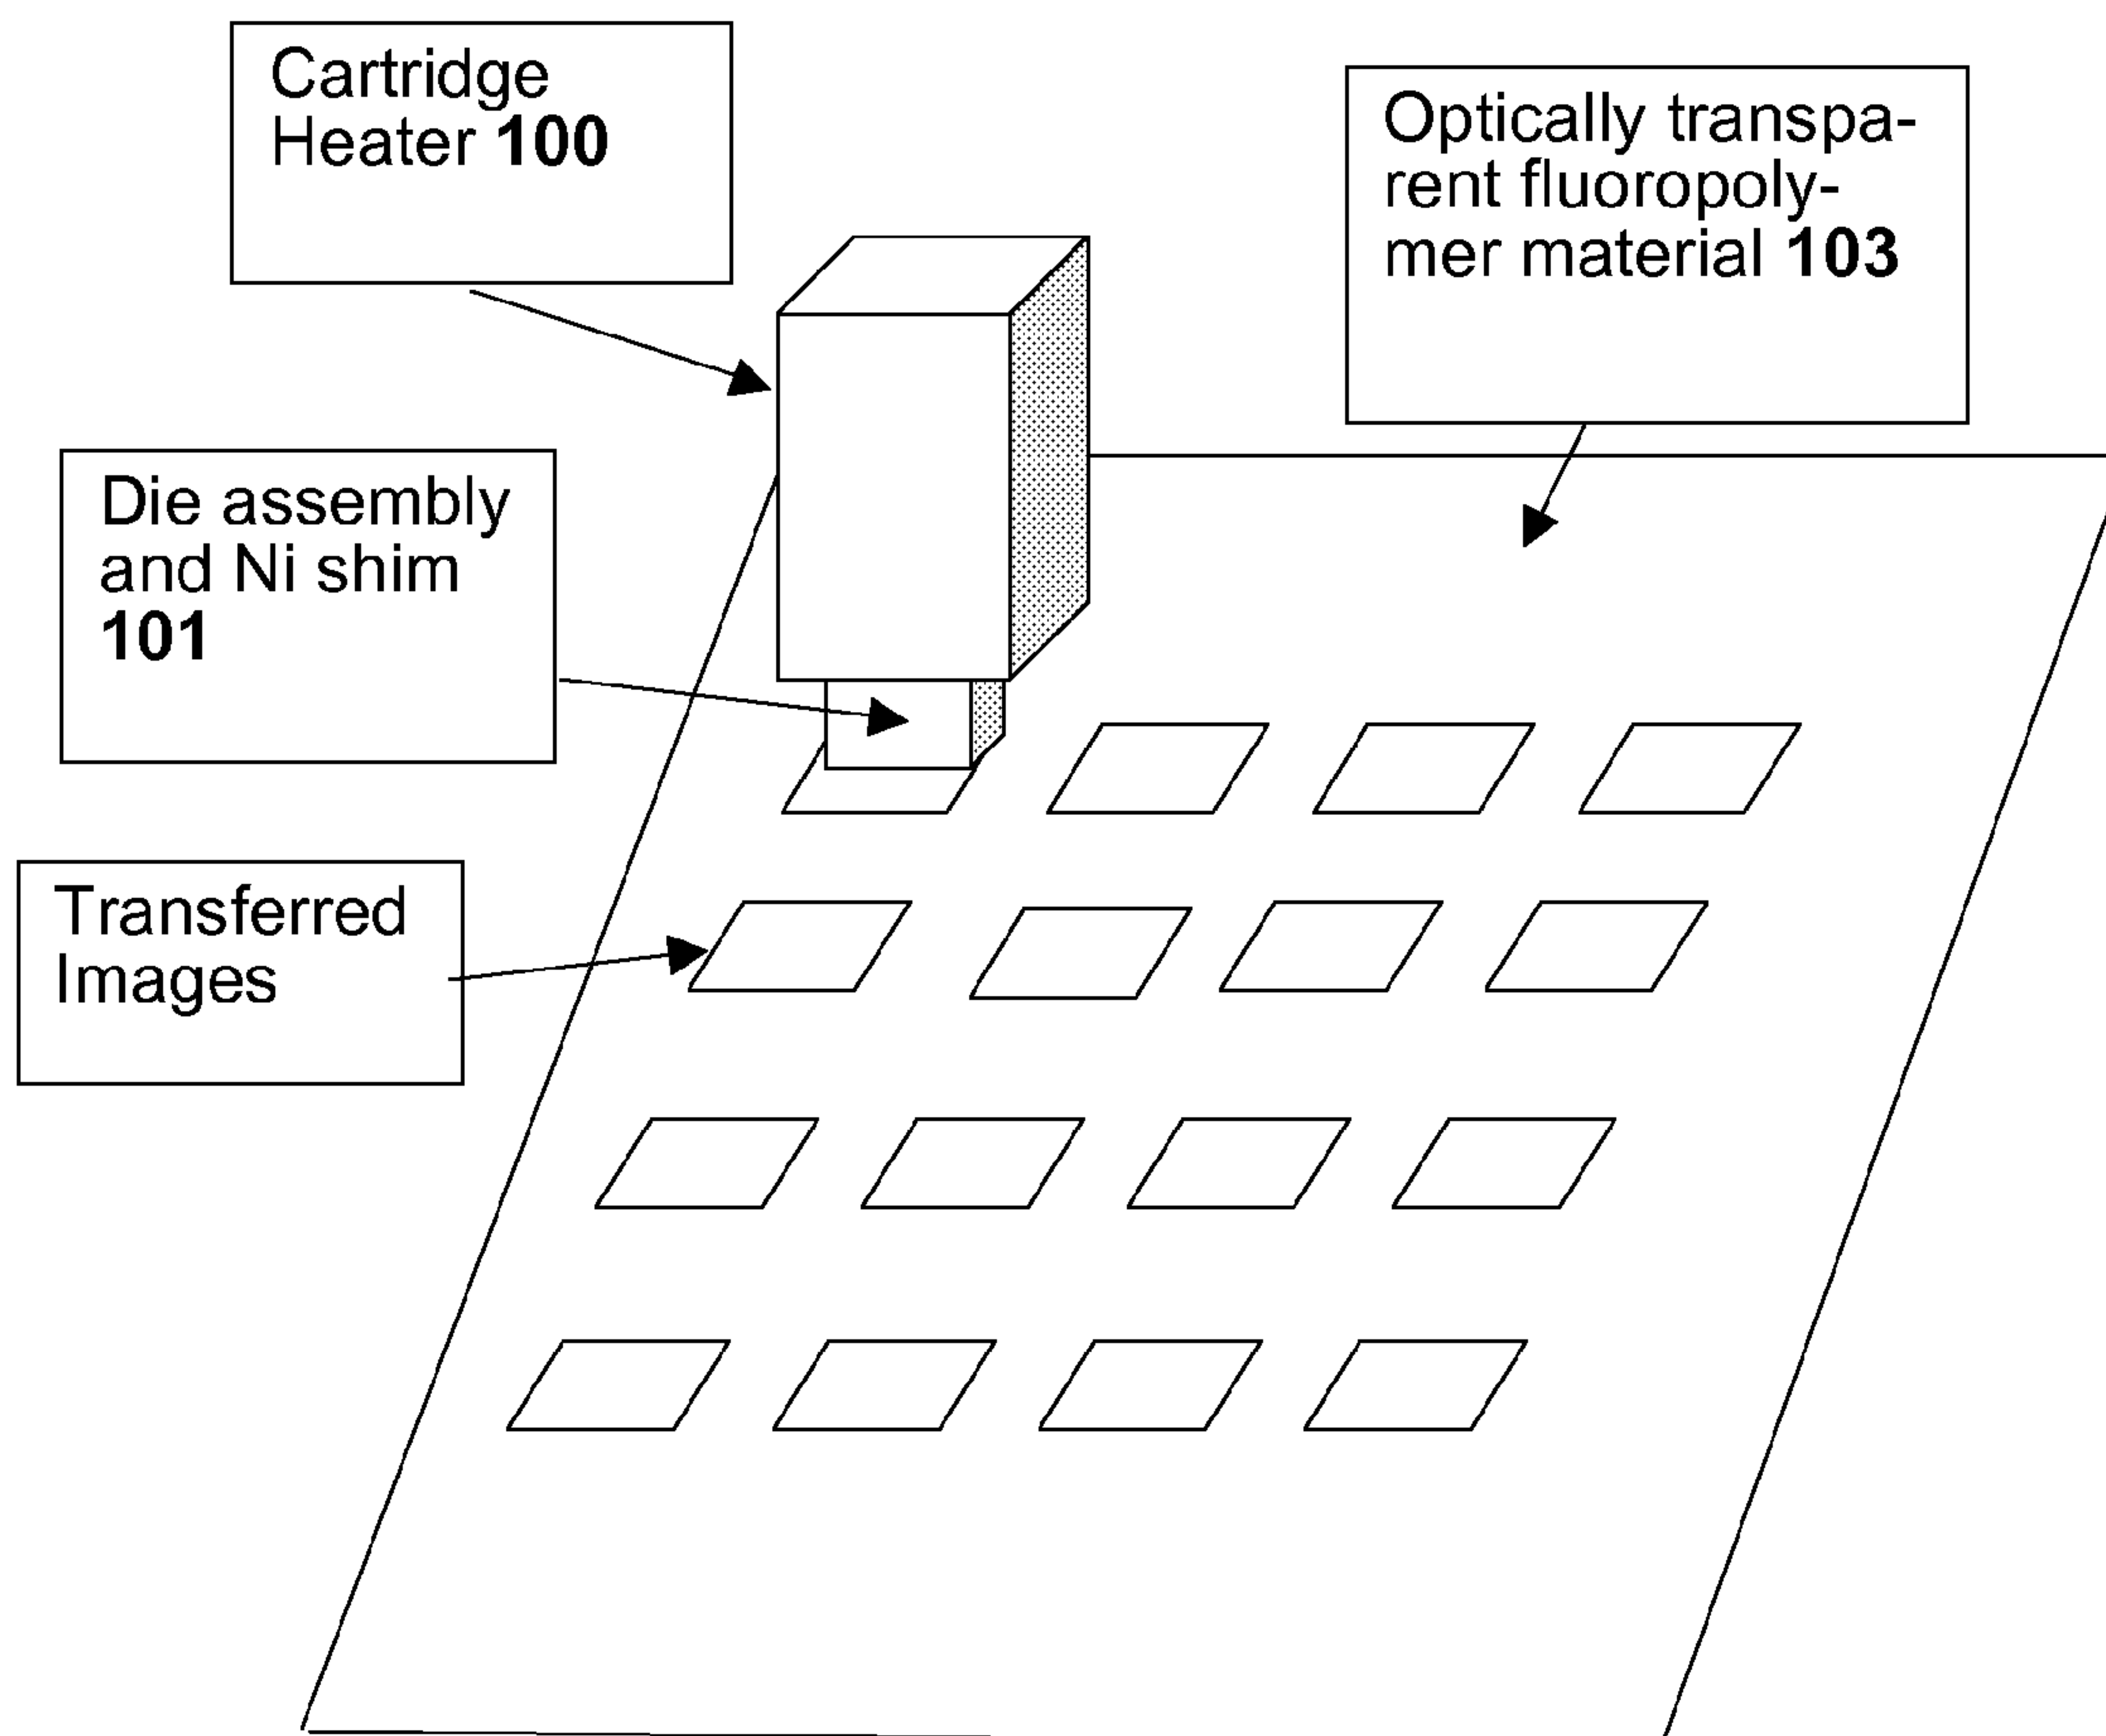 Cartridge
Heater 100
Optically transpa-
rent fluoropoly-
mer material 103
Die assembly
and Ni shim
101
Transferred
Images